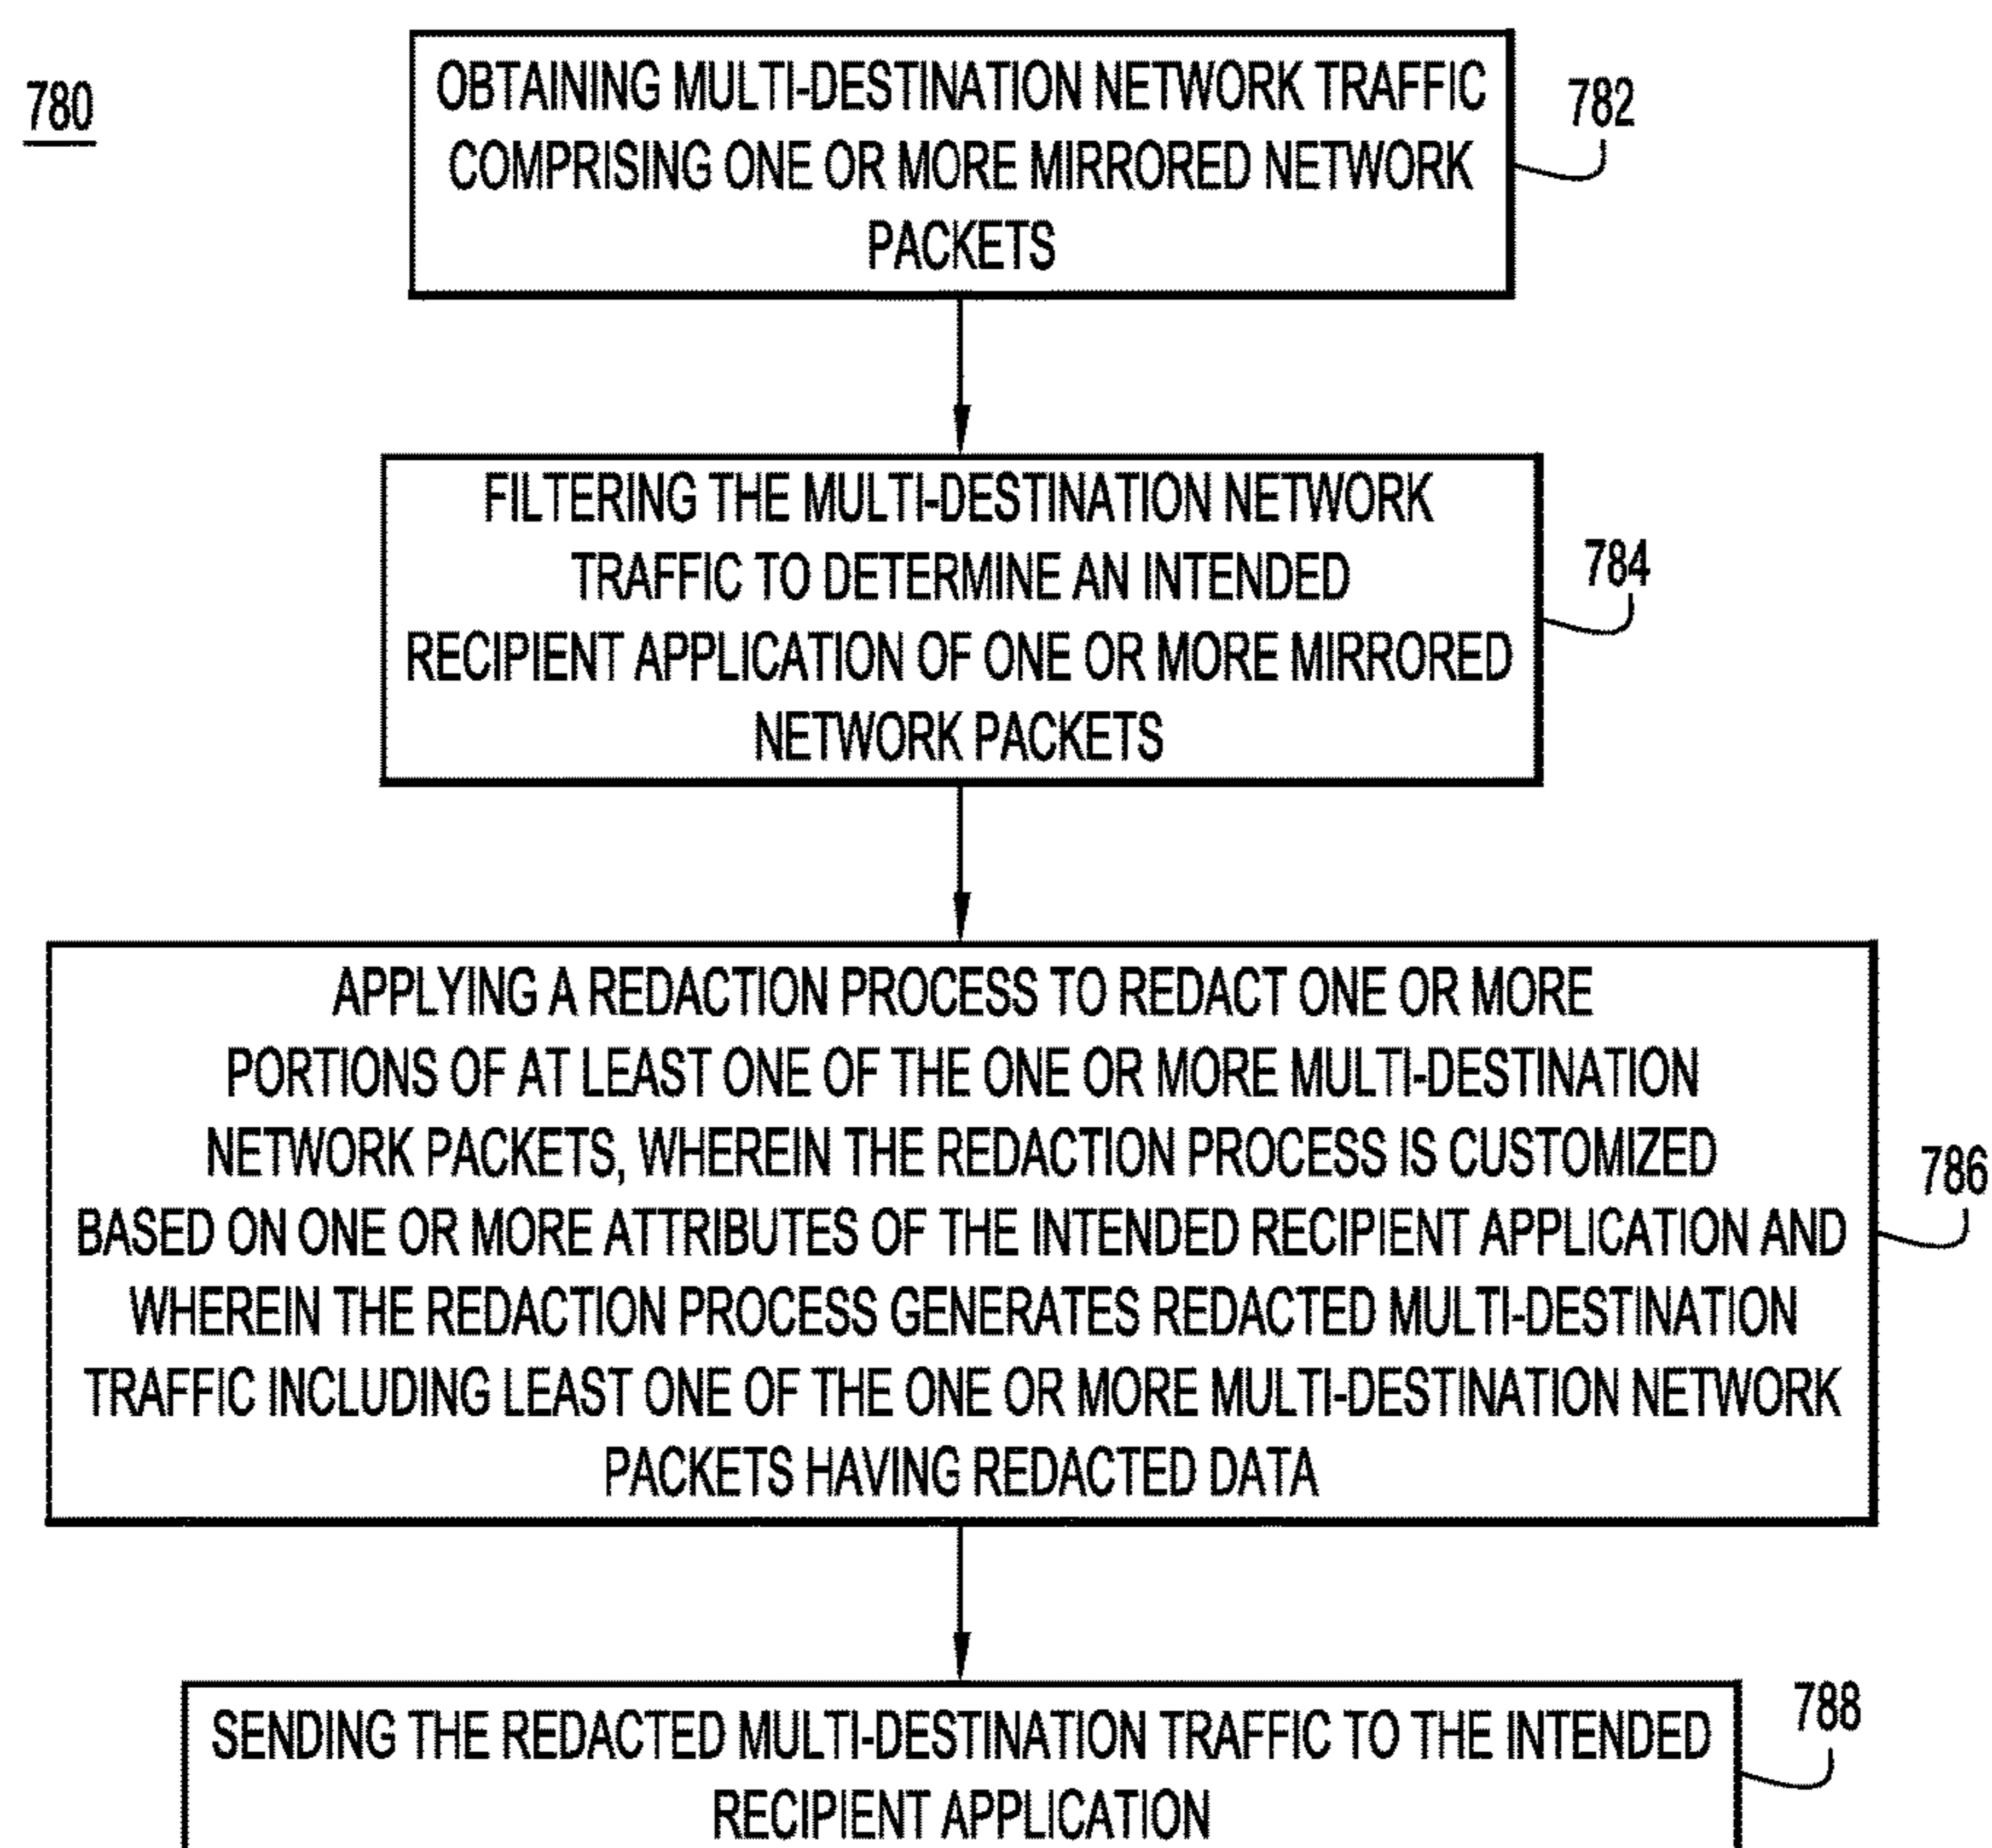 780
OBTAINING MULTI-DESTINATION NETWORK TRAFFIC
COMPRISING ONE OR MORE MIRRORED NETWORK
PACKETS
782
FILTERING THE MULTI-DESTINATION NETWORK
TRAFFIC TO DETERMINE AN INTENDED
RECIPIENT APPLICATION OF ONE OR MORE MIRRORED
NETWORK PACKETS
784
APPLYING A REDACTION PROCESS TO REDACT ONE OR MORE
PORTIONS OF AT LEAST ONE OF THE ONE OR MORE MULTI-DESTINATION
NETWORK PACKETS, WHEREIN THE REDACTION PROCESS IS CUSTOMIZED
BASED ON ONE OR MORE ATTRIBUTES OF THE INTENDED RECIPIENT APPLICATION AND
WHEREIN THE REDACTION PROCESS GENERATES REDACTED MULTI-DESTINATION
TRAFFIC INCLUDING LEAST ONE OF THE ONE OR MORE MULTI-DESTINATION NETWORK
PACKETS HAVING REDACTED DATA
786
SENDING THE REDACTED MULTI-DESTINATION TRAFFIC TO THE INTENDED
RECIPIENT APPLICATION
788